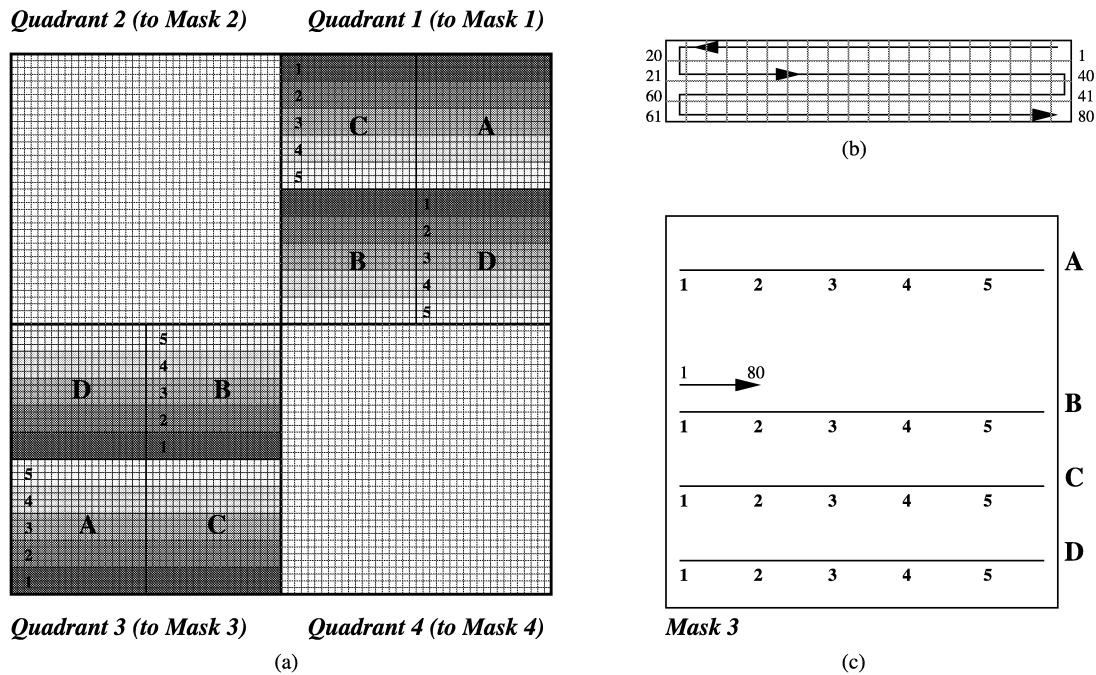 Quadrant 2 (to Mask 2) Quadrant 1 (to Mask 1)
1
2
3 C A
4
5
1
2
B 3 D
4
5
5
4
D 3 B
2
1
5
4
3 A C
2
1
Quadrant 3 (to Mask 3) Quadrant 4 (to Mask 4)
(a)
20 1
21 40
60 41
61 80
(b)
A
1 2 3 4 5
1 80
B
1 2 3 4 5
C
1 2 3 4 5
D
1 2 3 4 5
Mask 3
(c)